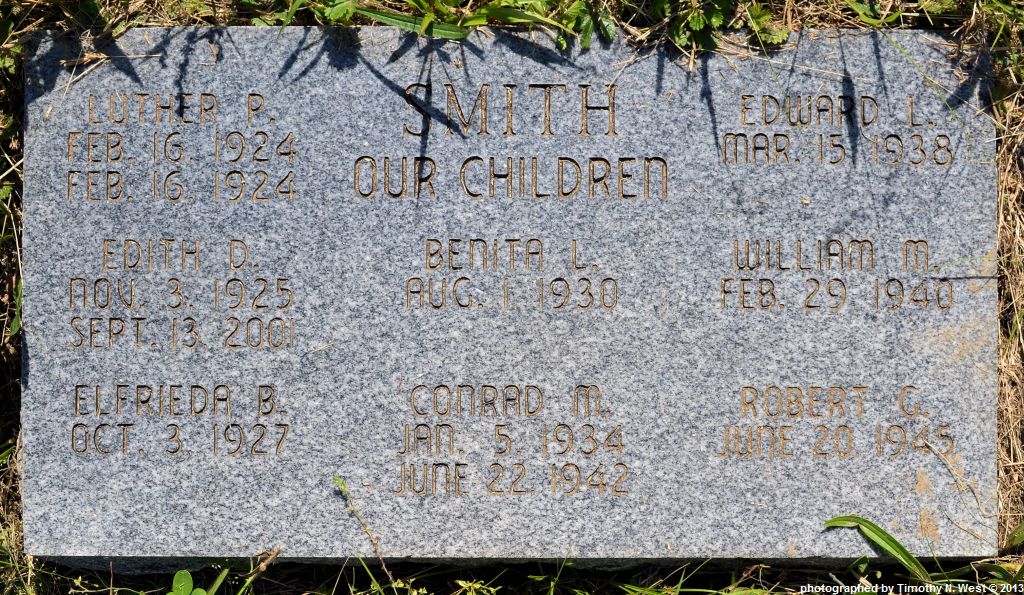 SMITH
OUR CHILDREN
LUTHER P.
FEB. 16, 1924
FEB. 16, 1924
EDITH D.
NOV. 3, 1925
SEPT. 13, 2001
ELFRIEDA B.
OCT. 3, 1927
BENITA L.
AUG. 1, 1930
CONRAD M.
JAN. 5, 1934
JUNE 22, 1942
EDWARD L.
MAR. 15, 1938
WILLIAM M.
FEB. 29, 1940
ROBERT G.
JUNE 20, 1945
photographed by Timothy N. West © 2013